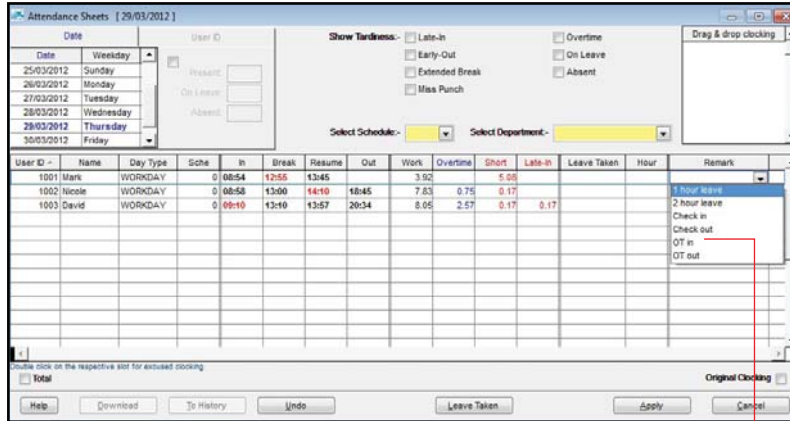 Attendance Sheets [ 29/03/2012 ]
Date User ID Show Tardiness:- Late-In Overtime Drag & drop clocking
Date Weekday Early-Out On Leave
25/03/2012 Sunday Present: Extended Break Absent
26/03/2012 Monday On Leave: Miss Punch
27/03/2012 Tuesday Absent:
28/03/2012 Wednesday
29/03/2012 Thursday Select Schedule:- Select Department:-
30/03/2012 Friday
User ID Name Day Type Sche In Break Resume Out Work Overtime Short Late-In Leave Taken Hour Remark
1001 Mark WORKDAY 0 08:54 12:55 13:45 3.92 5.08
1002 Nicole WORKDAY 0 08:58 13:00 14:10 18:45 7.83 0.75 0.17 1 hour leave
1003 David WORKDAY 0 09:10 13:10 13:57 20:34 8.05 2.57 0.17 0.17 2 hour leave
Check in
Check out
OT in
OT out
Double click on the respective slot for excused clocking
Total Original Clocking
Help Download To History Undo Leave Taken Apply Cancel